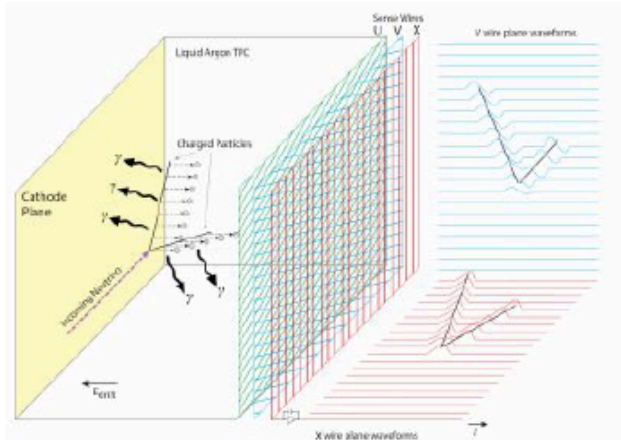 Sense Wires
U V X
V wire plane waveforms
Liquid Argon TPC
Charged Particles
γ
γ
γ
Cathode
Plane
γ
γ
Incoming Neutrino
t
X wire plane waveforms